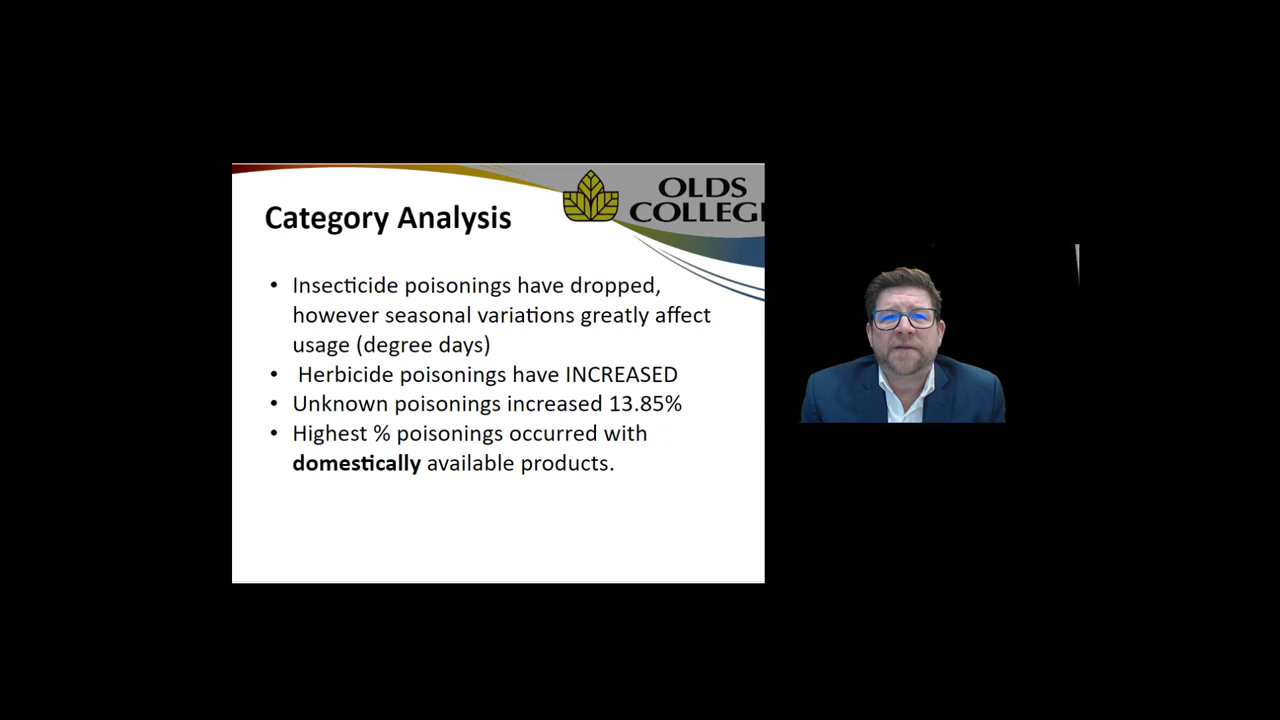 OLDS
COLLEG
Category Analysis
• Insecticide poisonings have dropped,
however seasonal variations greatly affect
usage (degree days)
• Herbicide poisonings have INCREASED
• Unknown poisonings increased 13.85%
• Highest % poisonings occurred with
domestically available products.